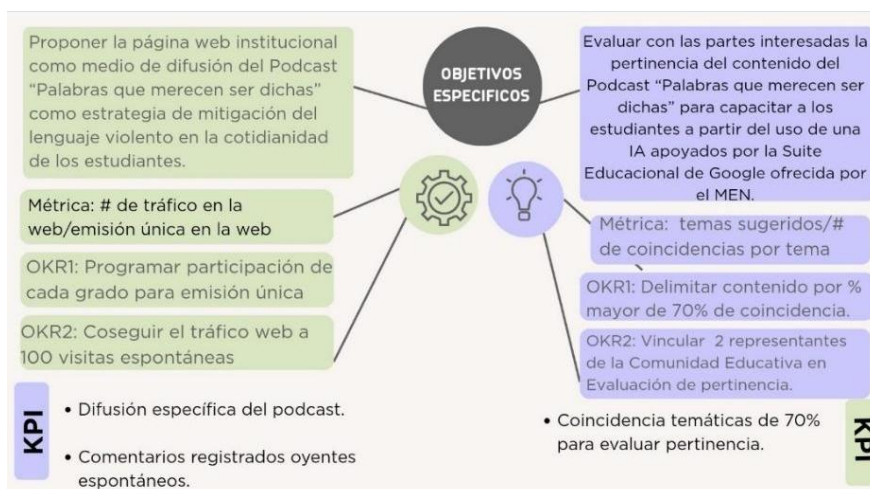 Proponer la página web institucional
como medio de difusión del Podcast
“Palabras que merecen ser dichas”
como estrategia de mitigación del
lenguaje violento en la cotidianidad
de los estudiantes.
Métrica: # de tráfico en la
web/emisión única en la web
OKR1: Programar participación de
cada grado para emisión única
OKR2: Coseguir el tráfico web a
100 visitas espontáneas
KPI
• Difusión específica del podcast.
• Comentarios registrados oyentes
espontáneos.
OBJETIVOS
ESPECIFICOS
Evaluar con las partes interesadas la
pertinencia del contenido del
Podcast “Palabras que merecen ser
dichas” para capacitar a los
estudiantes a partir del uso de una
IA apoyados por la Suite
Educacional de Google ofrecida por
el MEN.
Métrica: temas sugeridos/#
de coincidencias por tema
OKR1: Delimitar contenido por %
mayor de 70% de coincidencia.
OKR2: Vincular 2 representantes
de la Comunidad Educativa en
Evaluación de pertinencia.
• Coincidencia temáticas de 70%
para evaluar pertinencia.
KPI